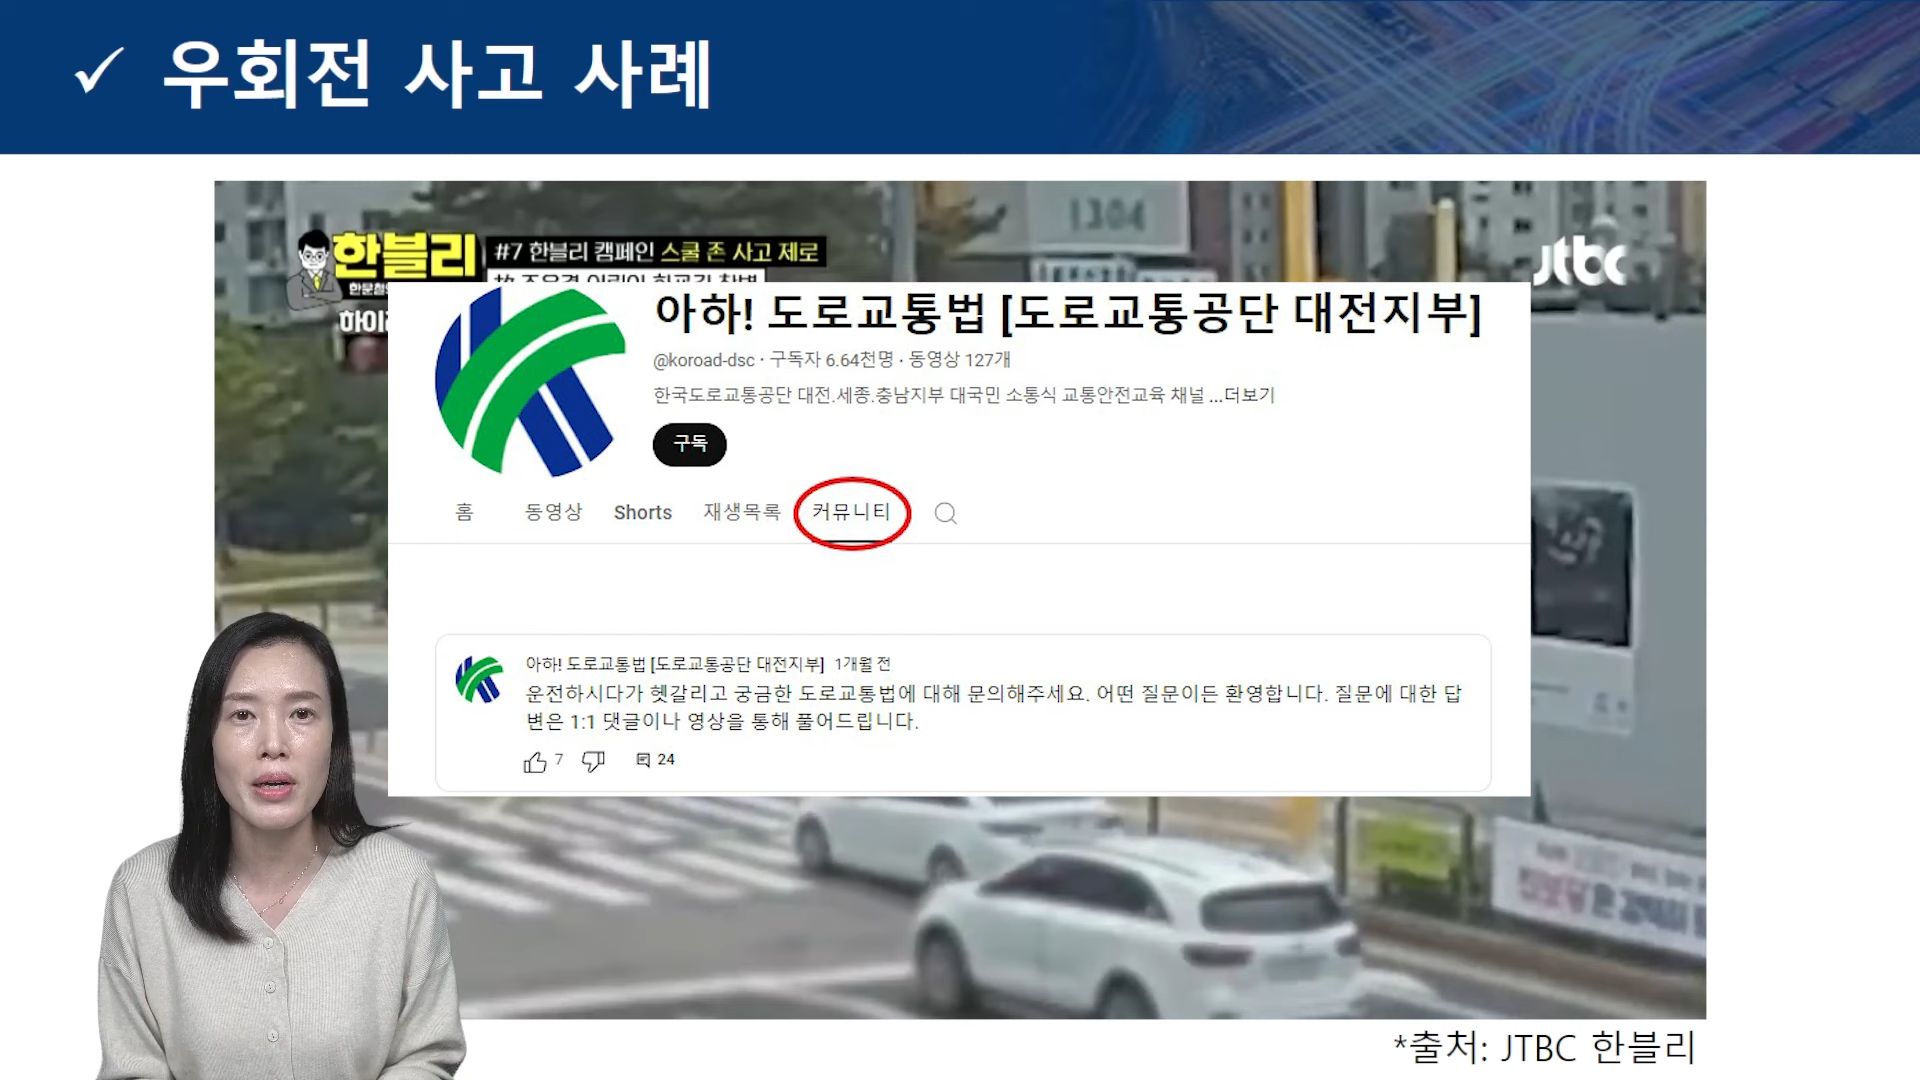 ✓ 우회전 사고 사례
한블리
#7 한블리 캠페인 스쿨 존 사고 제로
jtbc
1304
아하! 도로교통법 [도로교통공단 대전지부]
@koroad-dsc · 구독자 6.64천명 · 동영상 127개
한국도로교통공단 대전.세종.충남지부 대국민 소통식 교통안전교육 채널 ...더보기
구독
홈 동영상 Shorts 재생목록 커뮤니티
아하! 도로교통법 [도로교통공단 대전지부] 1개월 전
운전하시다가 헷갈리고 궁금한 도로교통법에 대해 문의해주세요. 어떤 질문이든 환영합니다. 질문에 대한 답
변은 1:1 댓글이나 영상을 통해 풀어드립니다.
7 24
*출처: JTBC 한블리